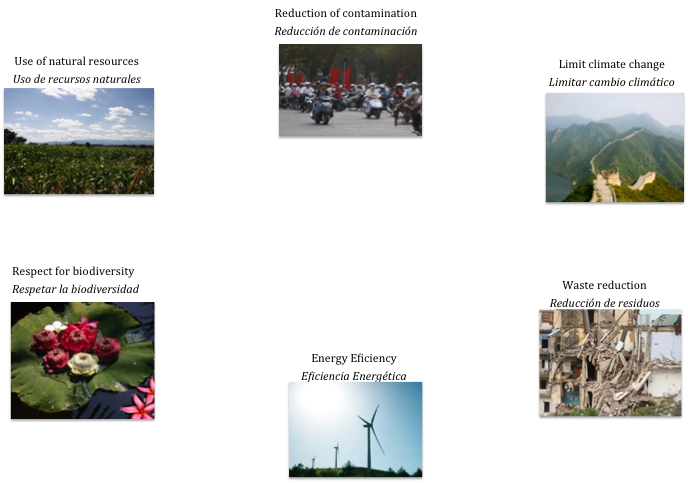 Reduction of contamination
Reducción de contaminación
Use of natural resources
Uso de recursos naturales
Limit climate change
Limitar cambio climático
Respect for biodiversity
Respetar la biodiversidad
Waste reduction
Reducción de residuos
Energy Eficiency
Eficiencia Energética